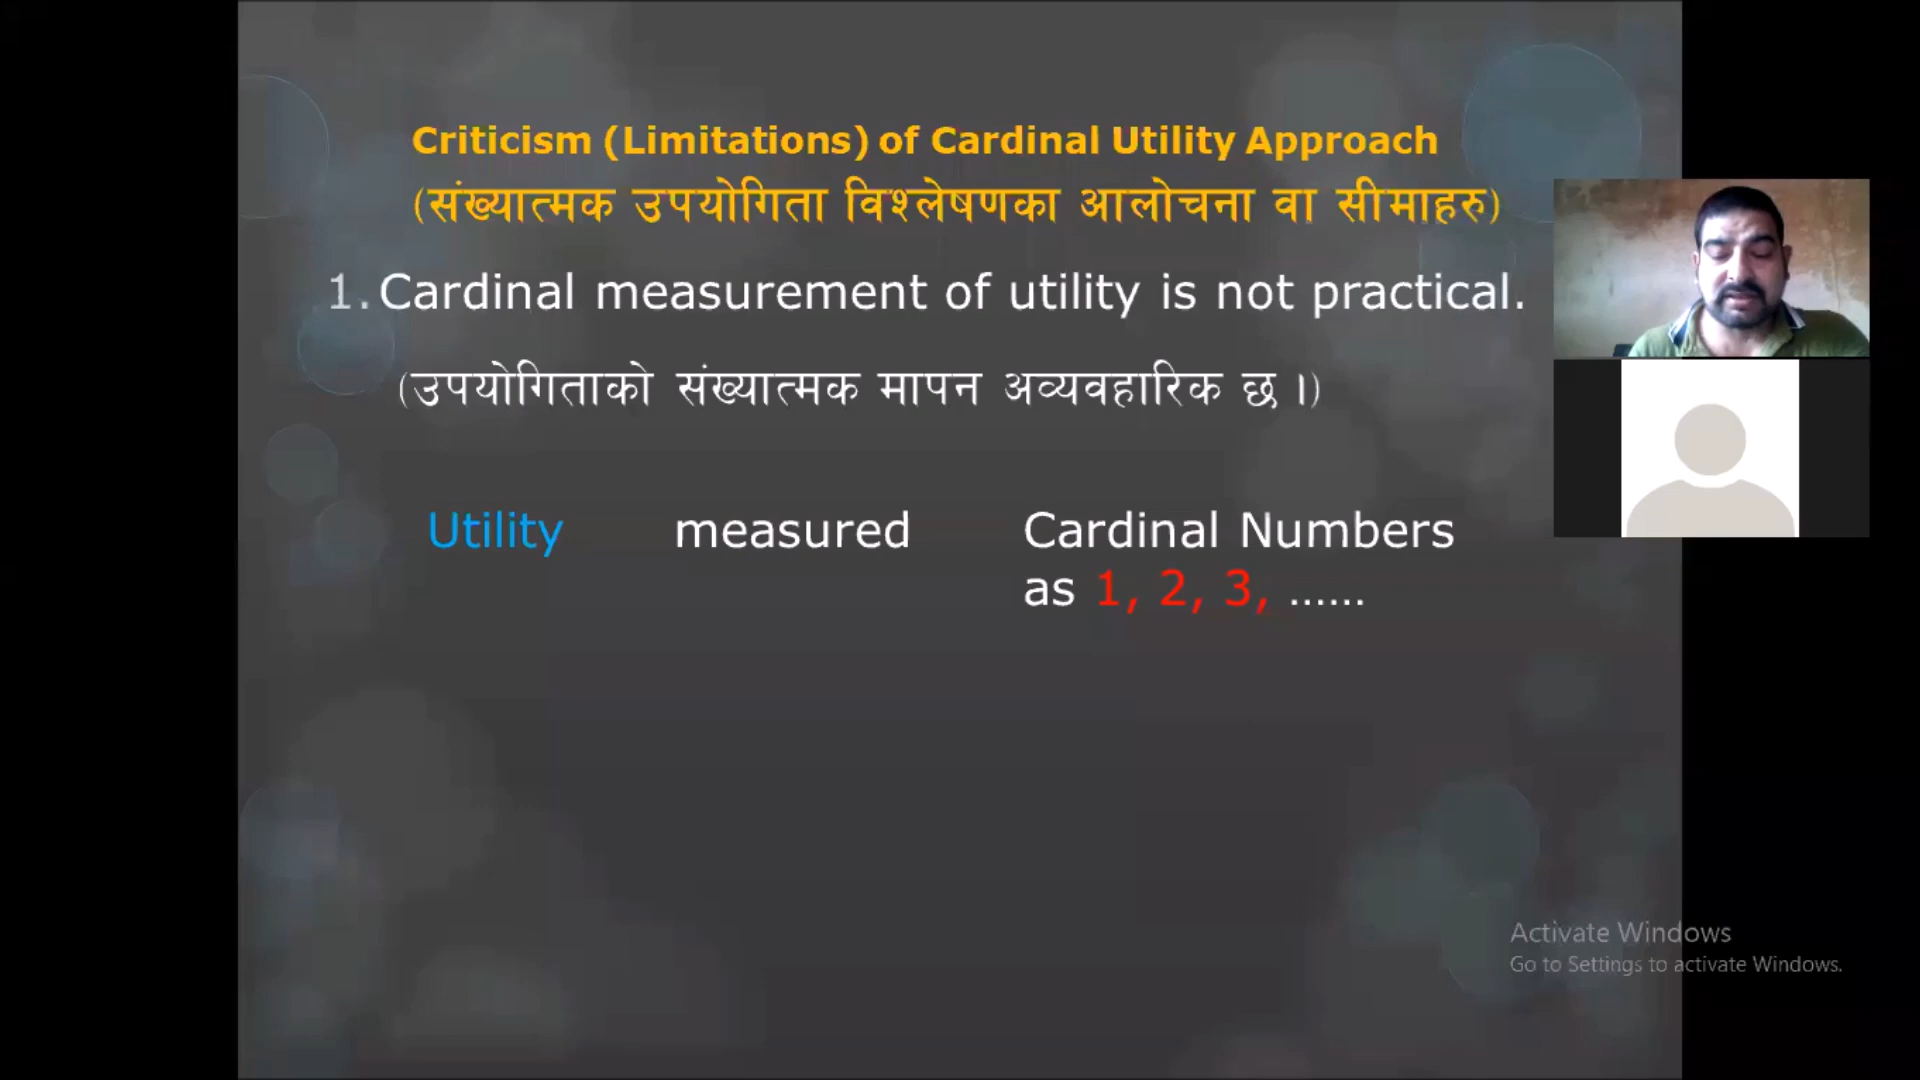 Criticism (Limitations) of Cardinal Utility Approach
(संख्यात्मक उपयोगिता विश्लेषणका आलोचना वा सीमाहरु)
1. Cardinal measurement of utility is not practical.
(उपयोगिताको संख्यात्मक मापन अव्यवहारिक छ ।)
Utility measured Cardinal Numbers
as 1, 2, 3, ......
Activate Windows
Go to Settings to activate Windows.